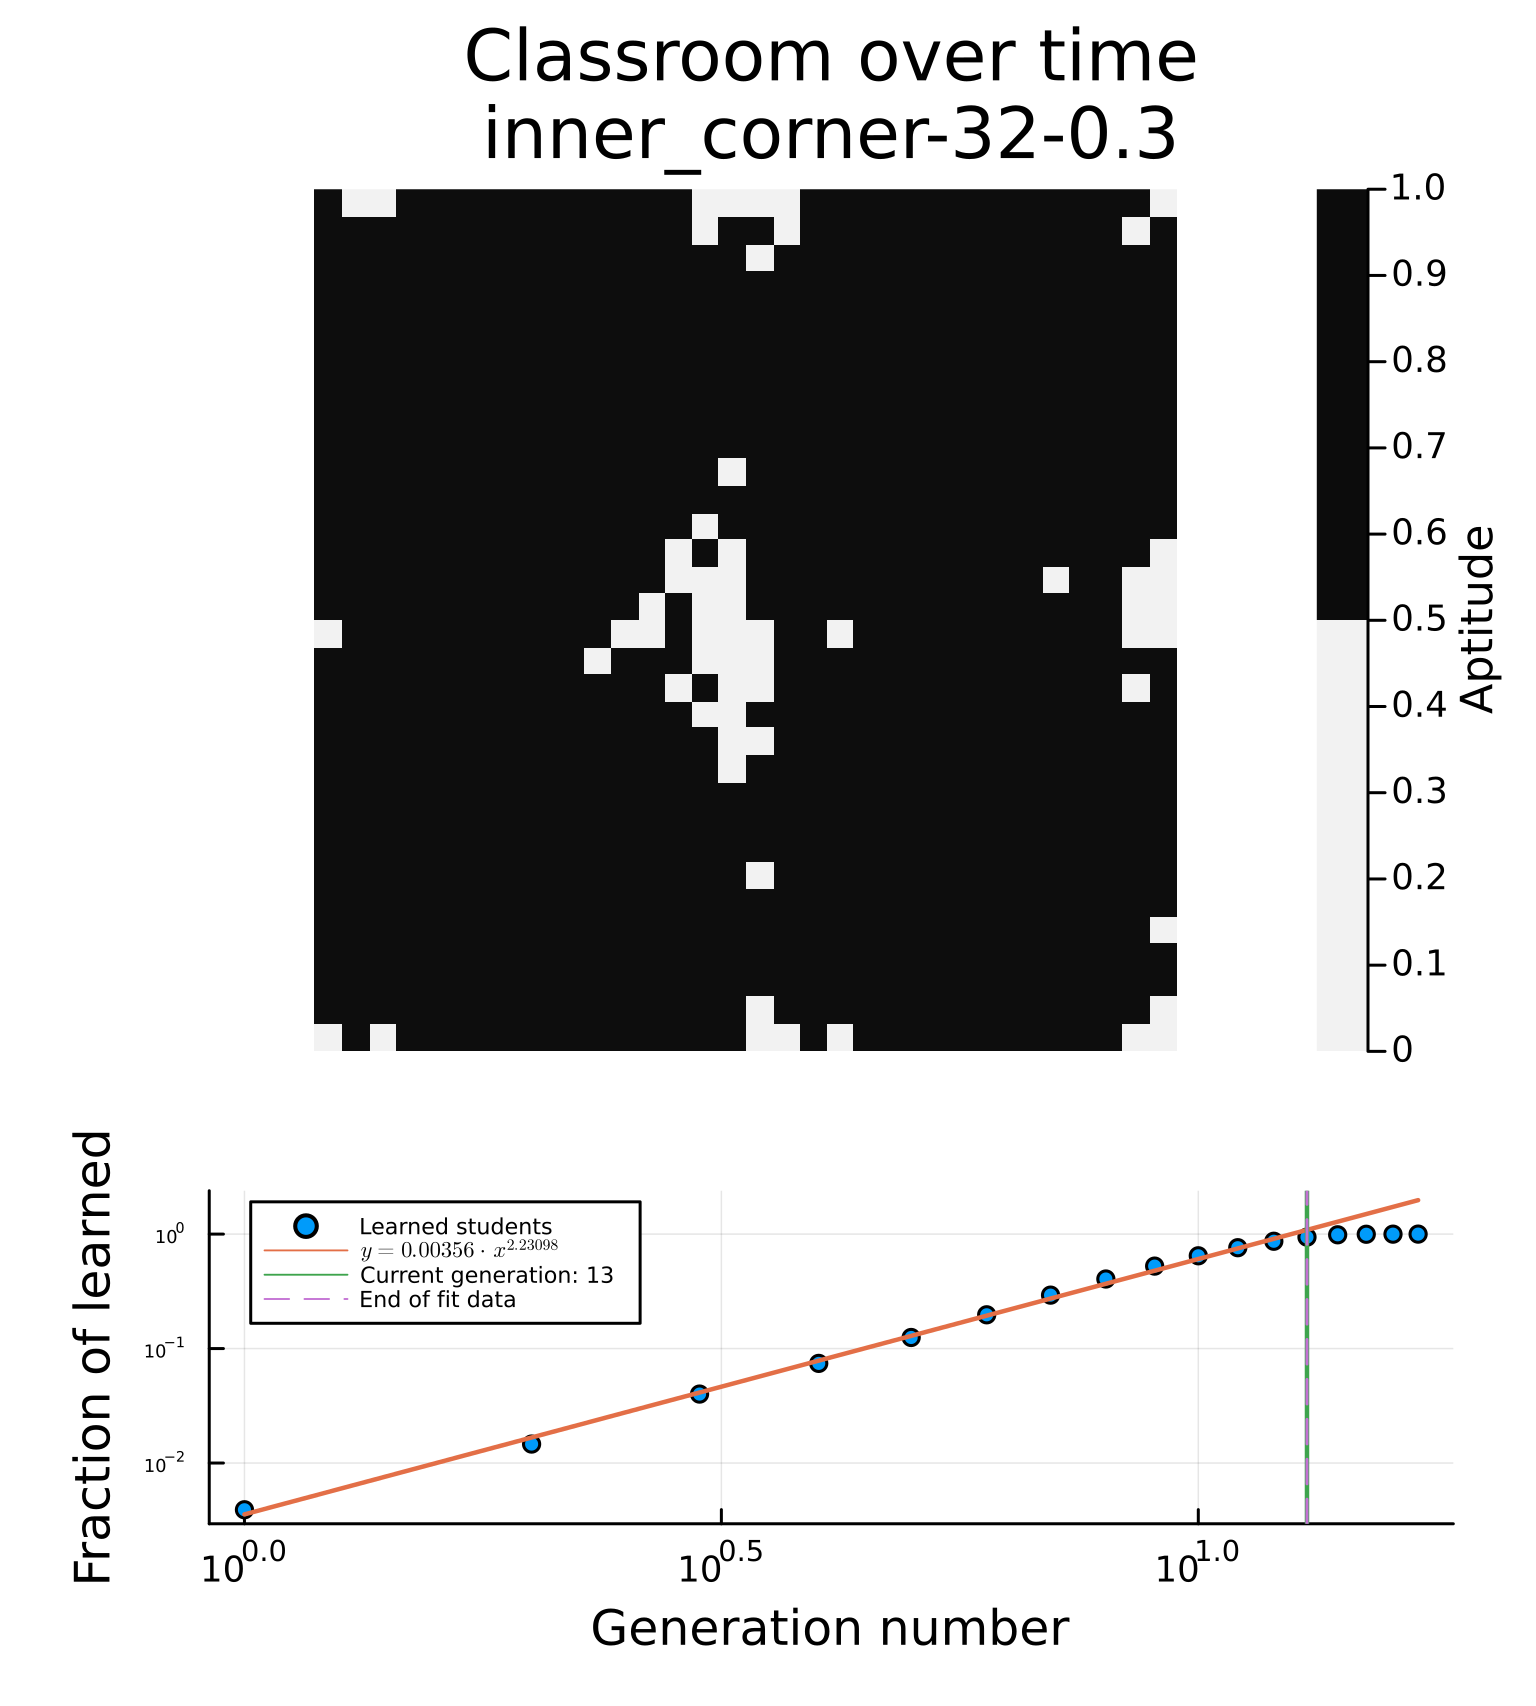 Classroom over time
inner_corner-32-0.3
1.0
0.9
0.8
0.7
0.6
0.5
0.4
0.3
0.2
0.1
0
Aptitude
Fraction of learned
10⁰
10⁻¹
10⁻²
Learned students
y = 0.00356 · x^2.23098
Current generation: 13
End of fit data
10^0.0
10^0.5
10^1.0
Generation number